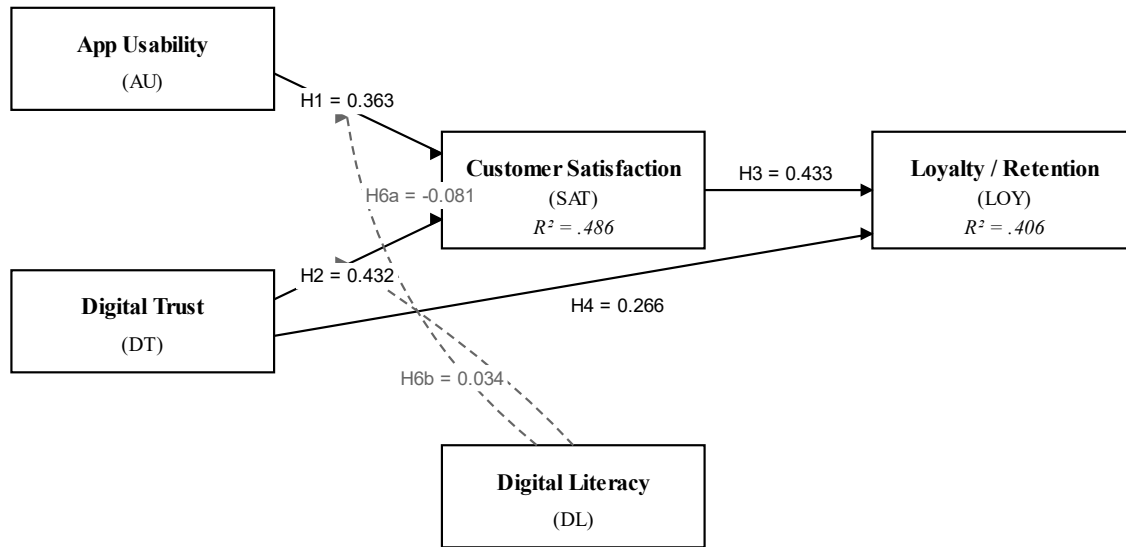 App Usability
(AU)
H1 = 0.363
Customer Satisfaction
(SAT)
R² = .486
H3 = 0.433
Loyalty / Retention
(LOY)
R² = .406
H6a = -0.081
H2 = 0.432
Digital Trust
(DT)
H4 = 0.266
H6b = 0.034
Digital Literacy
(DL)